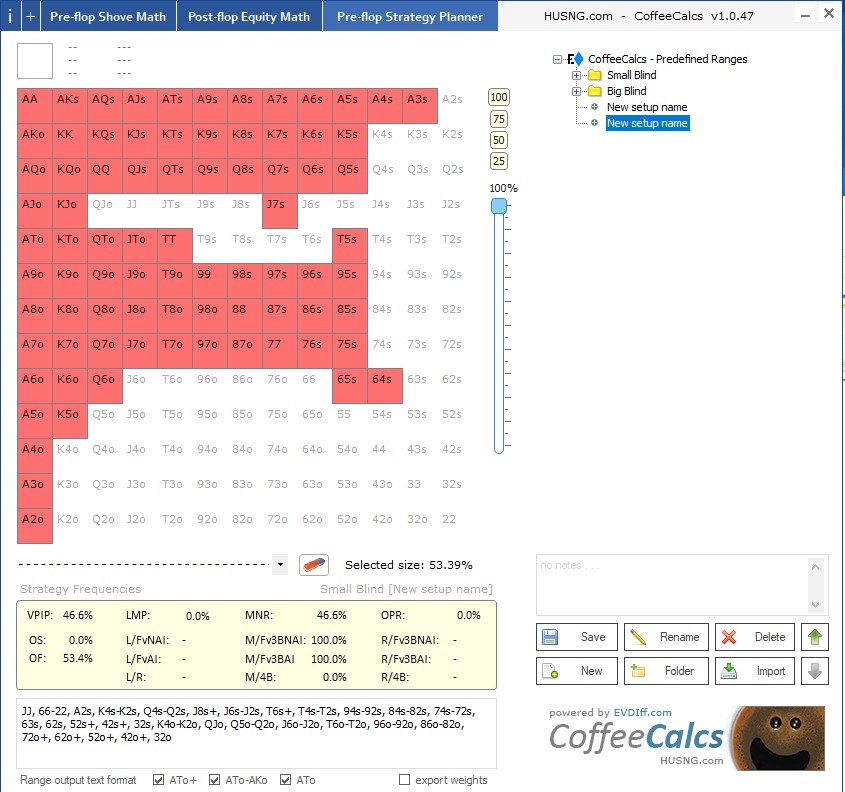 i + Pre-flop Shove Math Post-flop Equity Math Pre-flop Strategy Planner HUSNG.com - CoffeeCalcs v1.0.47
-- ---
-- ---
-- ---
AA AKs AQs AJs ATs A9s A8s A7s A6s A5s A4s A3s A2s
AKo KK KQs KJs KTs K9s K8s K7s K6s K5s K4s K3s K2s
AQo KQo QQ QJs QTs Q9s Q8s Q7s Q6s Q5s Q4s Q3s Q2s
AJo KJo QJo JJ JTs J9s J8s J7s J6s J5s J4s J3s J2s
ATo KTo QTo JTo TT T9s T8s T7s T6s T5s T4s T3s T2s
A9o K9o Q9o J9o T9o 99 98s 97s 96s 95s 94s 93s 92s
A8o K8o Q8o J8o T8o 98o 88 87s 86s 85s 84s 83s 82s
A7o K7o Q7o J7o T7o 97o 87o 77 76s 75s 74s 73s 72s
A6o K6o Q6o J6o T6o 96o 86o 76o 66 65s 64s 63s 62s
A5o K5o Q5o J5o T5o 95o 85o 75o 65o 55 54s 53s 52s
A4o K4o Q4o J4o T4o 94o 84o 74o 64o 54o 44 43s 42s
A3o K3o Q3o J3o T3o 93o 83o 73o 63o 53o 43o 33 32s
A2o K2o Q2o J2o T2o 92o 82o 72o 62o 52o 42o 32o 22
100
75
50
25
100%
CoffeeCalcs - Predefined Ranges
Small Blind
Big Blind
New setup name
New setup name
Selected size: 53.39%
Strategy Frequencies Small Blind [New setup name]
VPIP: 46.6% LMP: 0.0% MNR: 46.6% OPR: 0.0%
OS: 0.0% L/FvNAI: - M/Fv3BNAI: 100.0% R/Fv3BNAI: -
OF: 53.4% L/FvAI: - M/Fv3BAI 100.0% R/Fv3BAI: -
L/R: - M/4B: 0.0% R/4B: -
JJ, 66-22, A2s, K4s-K2s, Q4s-Q2s, J8s+, J6s-J2s, T6s+, T4s-T2s, 94s-92s, 84s-82s, 74s-72s,
63s, 62s, 52s+, 42s+, 32s, K4o-K2o, QJo, Q5o-Q2o, J6o-J2o, T6o-T2o, 96o-92o, 86o-82o,
72o+, 62o+, 52o+, 42o+, 32o
Range output text format ATo+ ATo-AKo ATo export weights
no notes . . .
Save Rename Delete
New Folder Import
powered by EVDIff.com
CoffeeCalcs
HUSNG.com